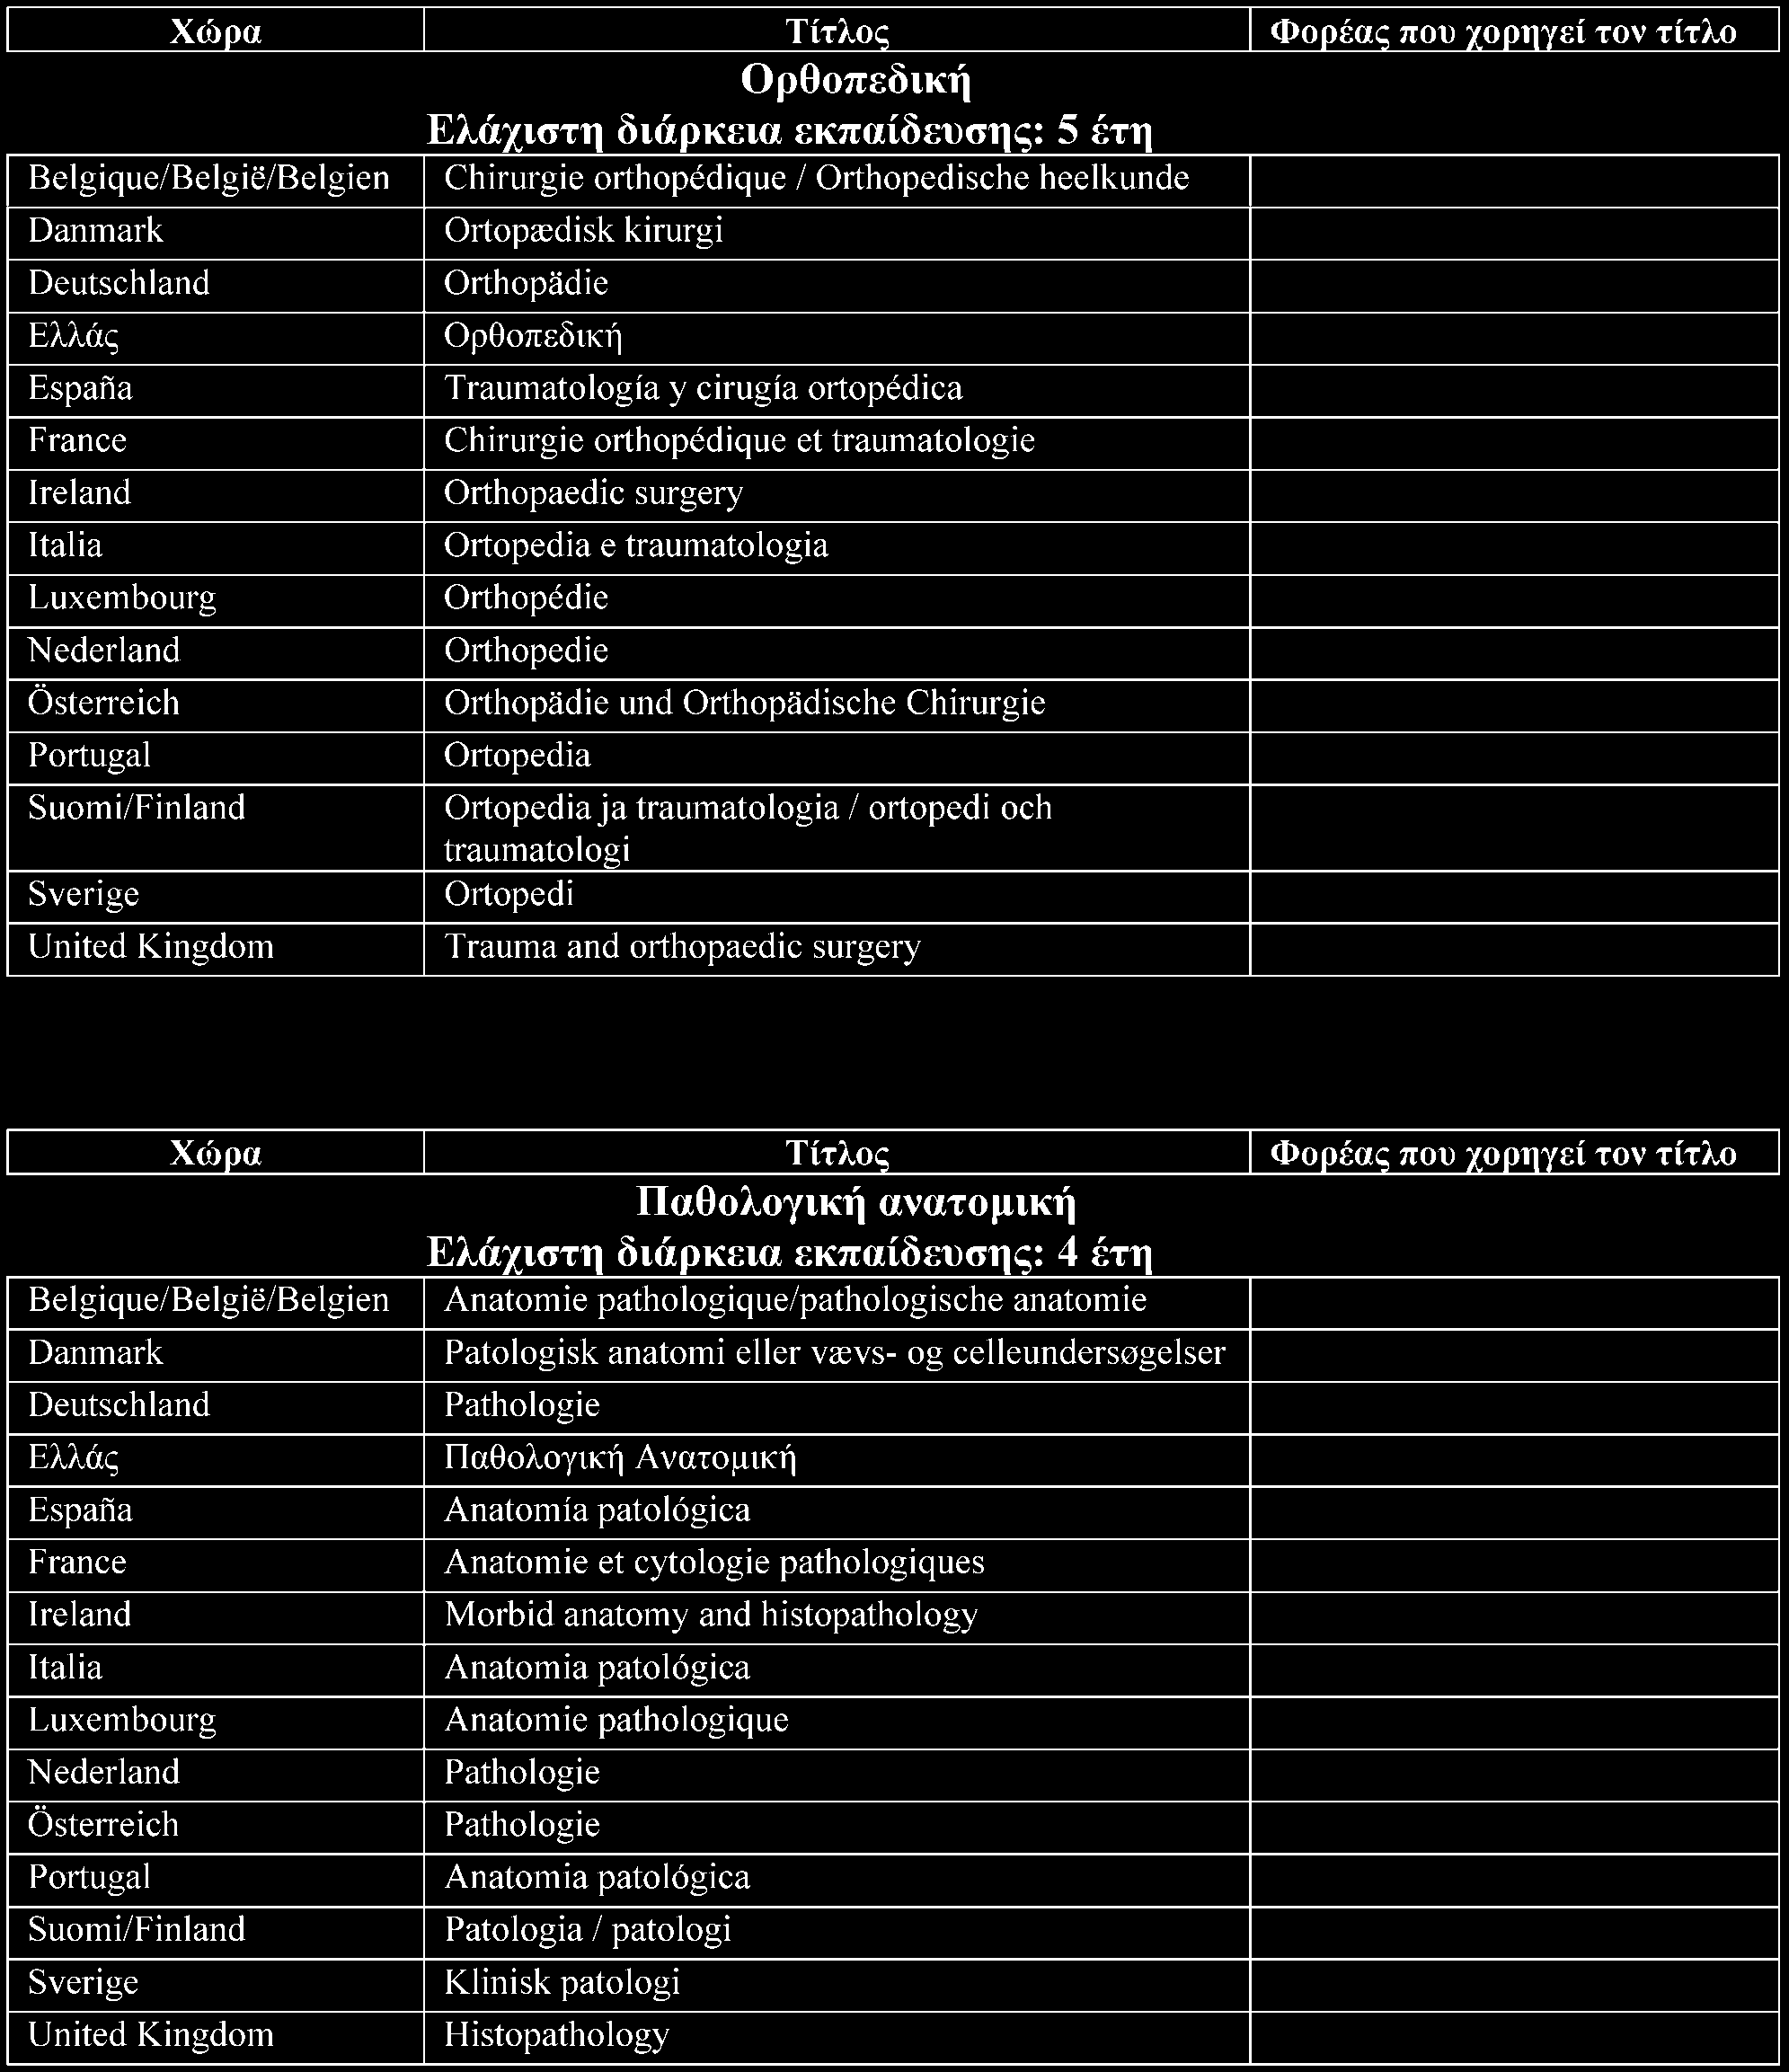 Χώρα Τίτλος Φορέας που χορηγεί τον τίτλο
Ορθοπεδική
Ελάχιστη διάρκεια εκπαίδευσης: 5 έτη
Belgique/België/Belgien Chirurgie orthopédique / Orthopedische heelkunde
Danmark Ortopædisk kirurgi
Deutschland Orthopädie
Ελλάς Ορθοπεδική
España Traumatología y cirugía ortopédica
France Chirurgie orthopédique et traumatologie
Ireland Orthopaedic surgery
Italia Ortopedia e traumatologia
Luxembourg Orthopédie
Nederland Orthopedie
Österreich Orthopädie und Orthopädische Chirurgie
Portugal Ortopedia
Suomi/Finland Ortopedia ja traumatologia / ortopedi och
traumatologi
Sverige Ortopedi
United Kingdom Trauma and orthopaedic surgery
Χώρα Τίτλος Φορέας που χορηγεί τον τίτλο
Παθολογική ανατομική
Ελάχιστη διάρκεια εκπαίδευσης: 4 έτη
Belgique/België/Belgien Anatomie pathologique/pathologische anatomie
Danmark Patologisk anatomi eller vævs- og celleundersøgelser
Deutschland Pathologie
Ελλάς Παθολογική Ανατομική
España Anatomía patológica
France Anatomie et cytologie pathologiques
Ireland Morbid anatomy and histopathology
Italia Anatomia patológica
Luxembourg Anatomie pathologique
Nederland Pathologie
Österreich Pathologie
Portugal Anatomia patológica
Suomi/Finland Patologia / patologi
Sverige Klinisk patologi
United Kingdom Histopathology